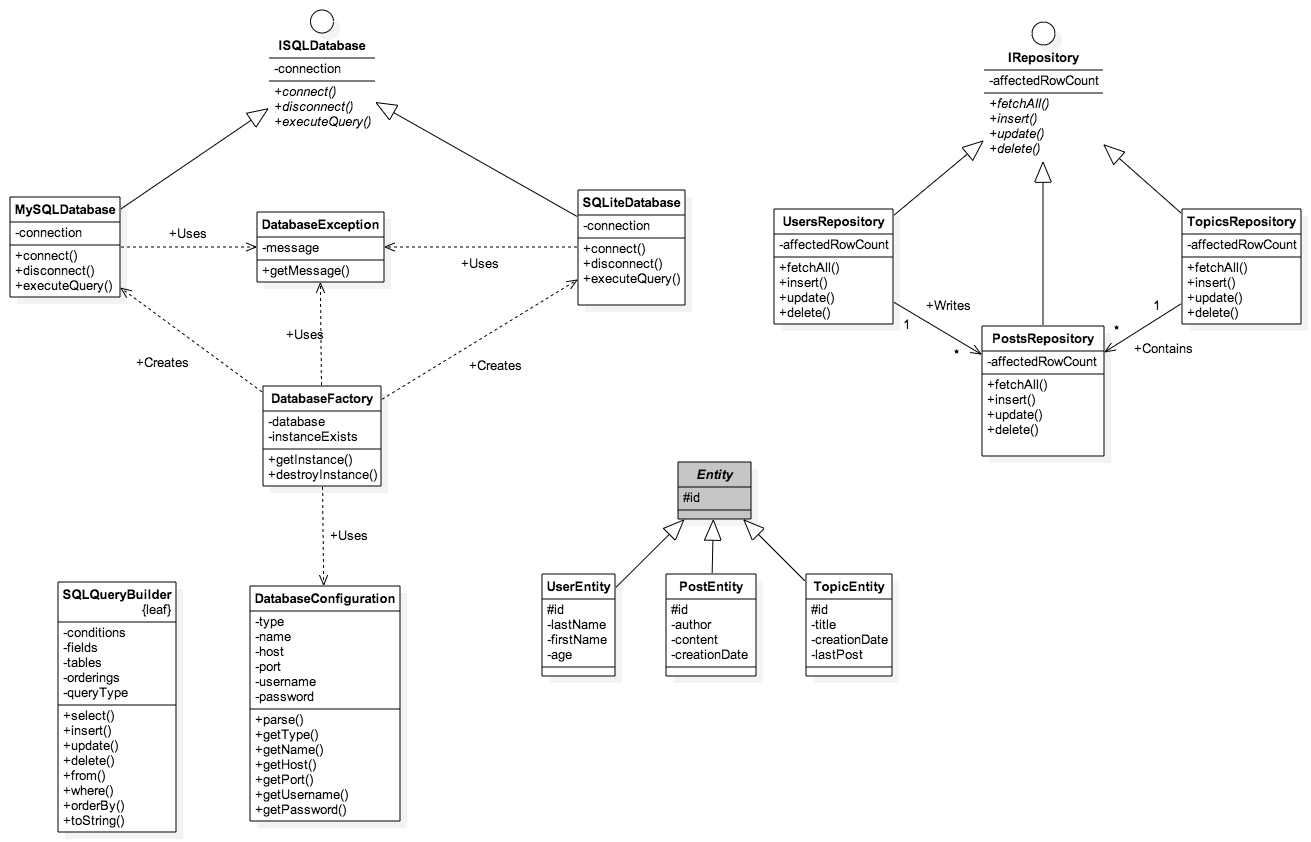 ISQLDatabase
-connection
+connect()
+disconnect()
+executeQuery()
MySQLDatabase
-connection
+connect()
+disconnect()
+executeQuery()
+Uses
DatabaseException
-message
+getMessage()
+Uses
SQLiteDatabase
-connection
+connect()
+disconnect()
+executeQuery()
+Creates
+Uses
+Creates
DatabaseFactory
-database
-instanceExists
+getInstance()
+destroyInstance()
+Uses
SQLQueryBuilder
{leaf}
-conditions
-fields
-tables
-orderings
-queryType
+select()
+insert()
+update()
+delete()
+from()
+where()
+orderBy()
+toString()
DatabaseConfiguration
-type
-name
-host
-port
-username
-password
+parse()
+getType()
+getName()
+getHost()
+getPort()
+getUsername()
+getPassword()
IRepository
-affectedRowCount
+fetchAll()
+insert()
+update()
+delete()
UsersRepository
-affectedRowCount
+fetchAll()
+insert()
+update()
+delete()
TopicsRepository
-affectedRowCount
+fetchAll()
+insert()
+update()
+delete()
+Writes
1
*
1
*
+Contains
PostsRepository
-affectedRowCount
+fetchAll()
+insert()
+update()
+delete()
Entity
#id
UserEntity
#id
-lastName
-firstName
-age
PostEntity
#id
-author
-content
-creationDate
TopicEntity
#id
-title
-creationDate
-lastPost